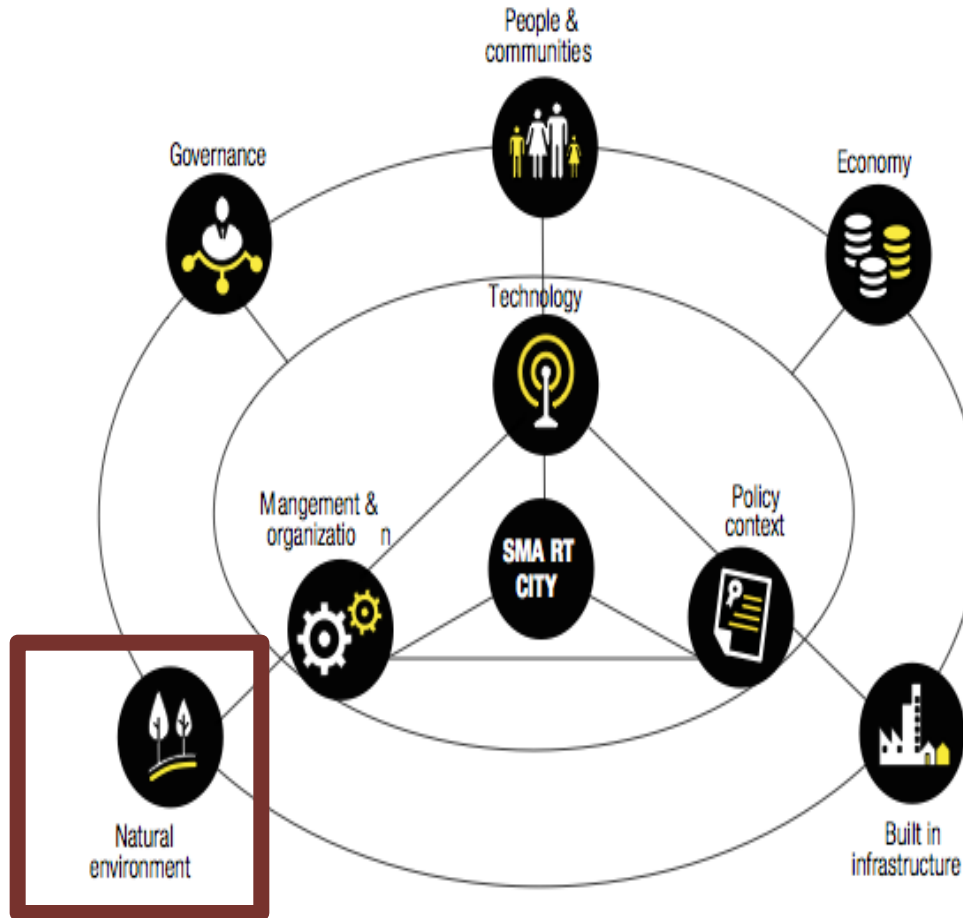 People &
communities
Governance
Economy
Technology
Mangement &
organizatio n
Policy
context
SMA RT
CITY
Natural
environment
Built in
infrastructure